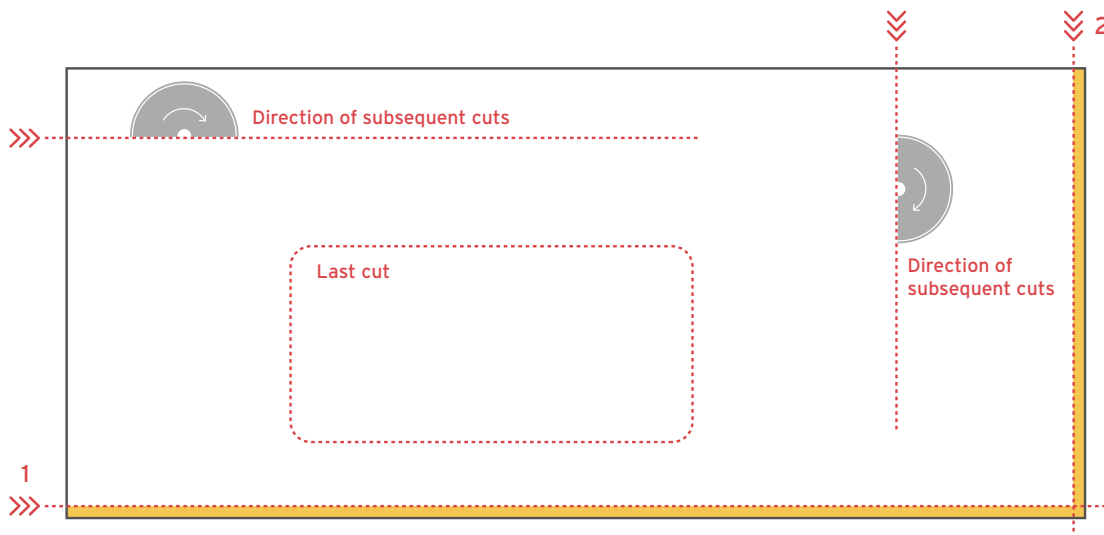 2
Direction of subsequent cuts
Direction of
subsequent cuts
Last cut
1